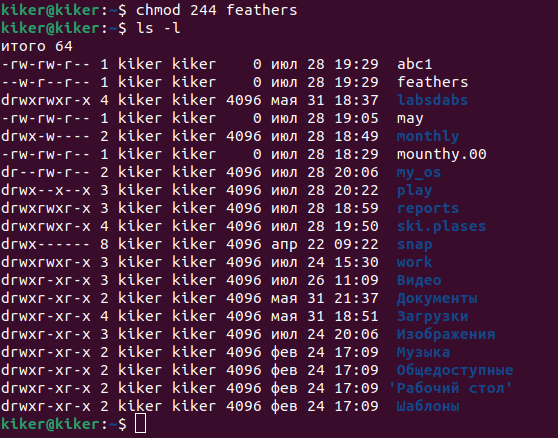 kiker@kiker:~$ chmod 244 feathers
kiker@kiker:~$ ls -l
итого 64
-rw-rw-r-- 1 kiker kiker    0 июл 28 19:29  abc1
--w-r--r-- 1 kiker kiker    0 июл 28 19:29  feathers
drwxrwxr-x 4 kiker kiker 4096 мая 31 18:37  labsdabs
-rw-rw-r-- 1 kiker kiker    0 июл 28 19:05  may
drwx-w---- 2 kiker kiker 4096 июл 28 18:49  monthly
-rw-rw-r-- 1 kiker kiker    0 июл 28 18:29  mounthy.00
dr--rw-r-- 2 kiker kiker 4096 июл 28 20:06  my_os
drwx--x--x 3 kiker kiker 4096 июл 28 20:22  play
drwxrwxr-x 3 kiker kiker 4096 июл 28 18:59  reports
drwxrwxr-x 4 kiker kiker 4096 июл 28 19:50  ski.plases
drwx------ 8 kiker kiker 4096 апр 22 09:22  snap
drwxrwxr-x 3 kiker kiker 4096 июл 24 15:30  work
drwxr-xr-x 3 kiker kiker 4096 июл 26 11:09  Видео
drwxr-xr-x 2 kiker kiker 4096 мая 31 21:37  Документы
drwxr-xr-x 4 kiker kiker 4096 мая 31 18:51  Загрузки
drwxr-xr-x 3 kiker kiker 4096 июл 24 20:06  Изображения
drwxr-xr-x 2 kiker kiker 4096 фев 24 17:09  Музыка
drwxr-xr-x 2 kiker kiker 4096 фев 24 17:09  Общедоступные
drwxr-xr-x 2 kiker kiker 4096 фев 24 17:09 'Рабочий стол'
drwxr-xr-x 2 kiker kiker 4096 фев 24 17:09  Шаблоны
kiker@kiker:~$